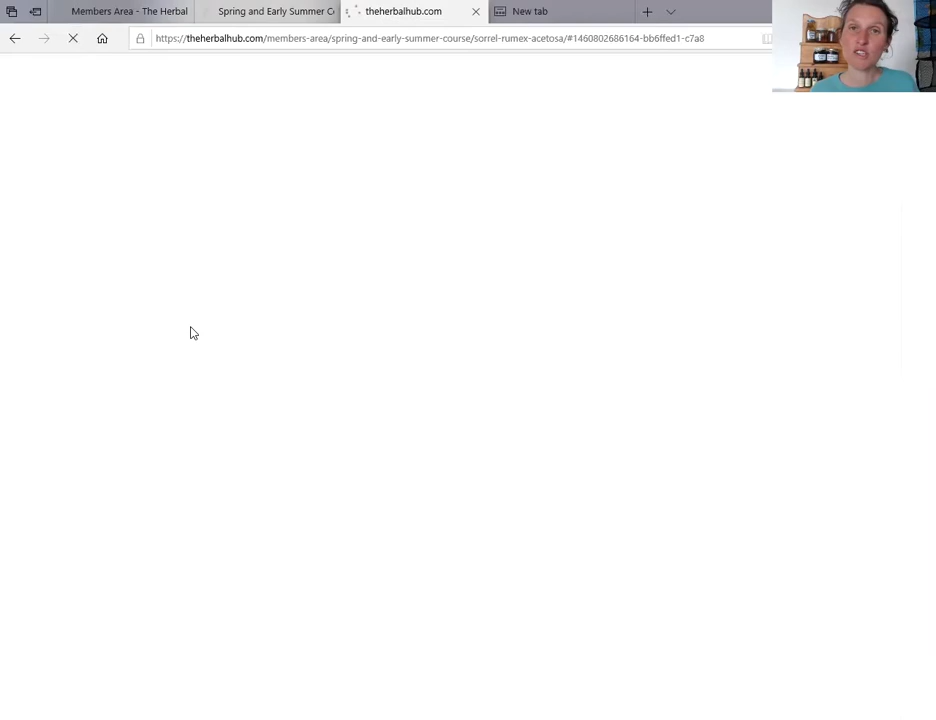 Members Area - The Herbal
Spring and Early Summer Co
theherbalhub.com
New tab
https://theherbalhub.com/members-area/spring-and-early-summer-course/sorrel-rumex-acetosa/#1460802686164-bb6ffed1-c7a8